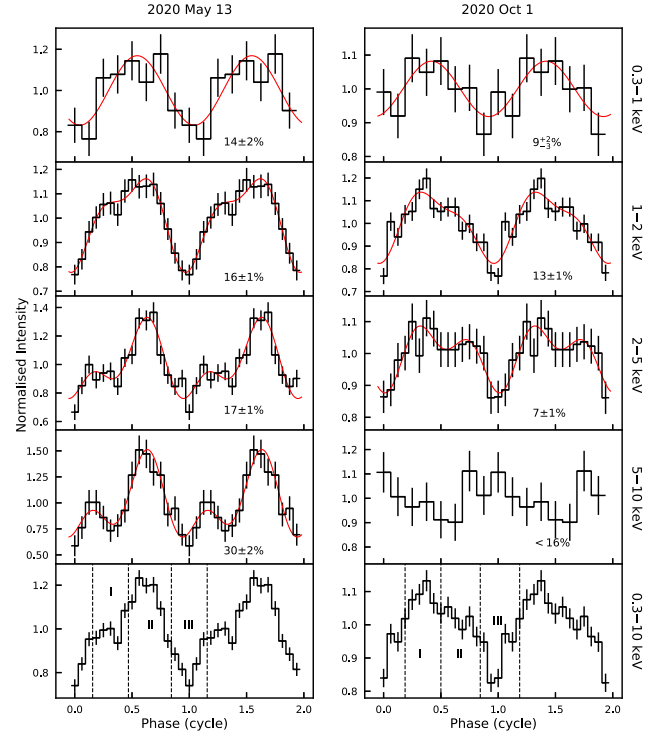 2020 May 13
2020 Oct 1
1.2
1.0
0.8
14±2%
1.1
1.0
0.9
0.8
9+2−3%
0.3−1 keV
1.2
1.1
1.0
0.9
0.8
0.7
16±1%
1.2
1.1
1.0
0.9
0.8
0.7
13±1%
1−2 keV
Normalised Intensity
1.4
1.2
1.0
0.8
0.6
17±1%
1.1
1.0
0.9
0.8
7±1%
2−5 keV
1.50
1.25
1.00
0.75
0.50
30±2%
1.2
1.1
1.0
0.9
0.8
<16%
5−10 keV
1.2
1.0
0.8
I
II
III
1.1
1.0
0.9
0.8
I
II
III
0.3−10 keV
0.0 0.5 1.0 1.5 2.0
0.0 0.5 1.0 1.5 2.0
Phase (cycle)
Phase (cycle)